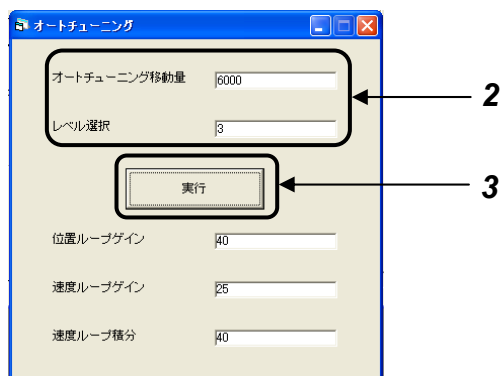 オートチューニング
オートチューニング移動量 6000
2
レベル選択 3
実行
3
位置ループゲイン 40
速度ループゲイン 25
速度ループ積分 40